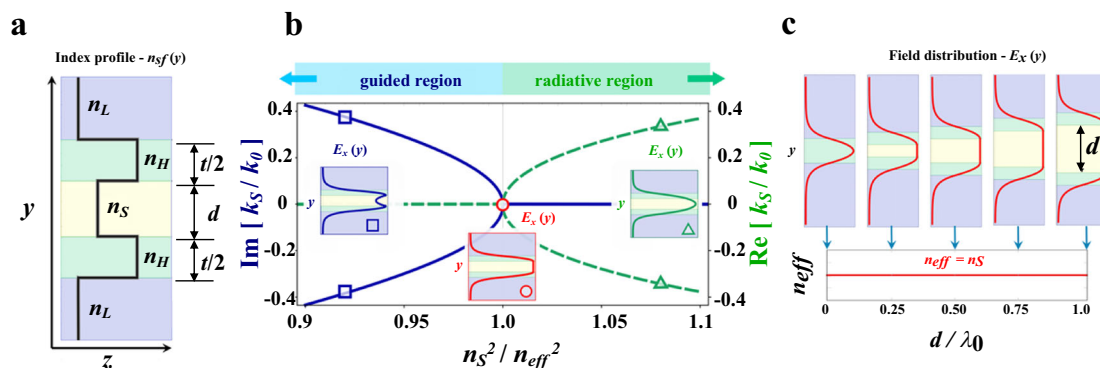 a
Index profile - nsf(y)
nL
nH
t/2
y
nS
d
nH
t/2
nL
z
b
guided region
radiative region
0.4
0.2
0
-0.2
-0.4
Im [kS / k0]
Ex (y)
y
Ex (y)
y
Ex (y)
y
0.4
0.2
0
-0.2
-0.4
Re [kS / k0]
0.9
0.95
1.0
1.05
1.1
nS² / neff²
c
Field distribution - Ex (y)
y
d
neff
neff = nS
0
0.25
0.50
0.75
1.0
d / λ0